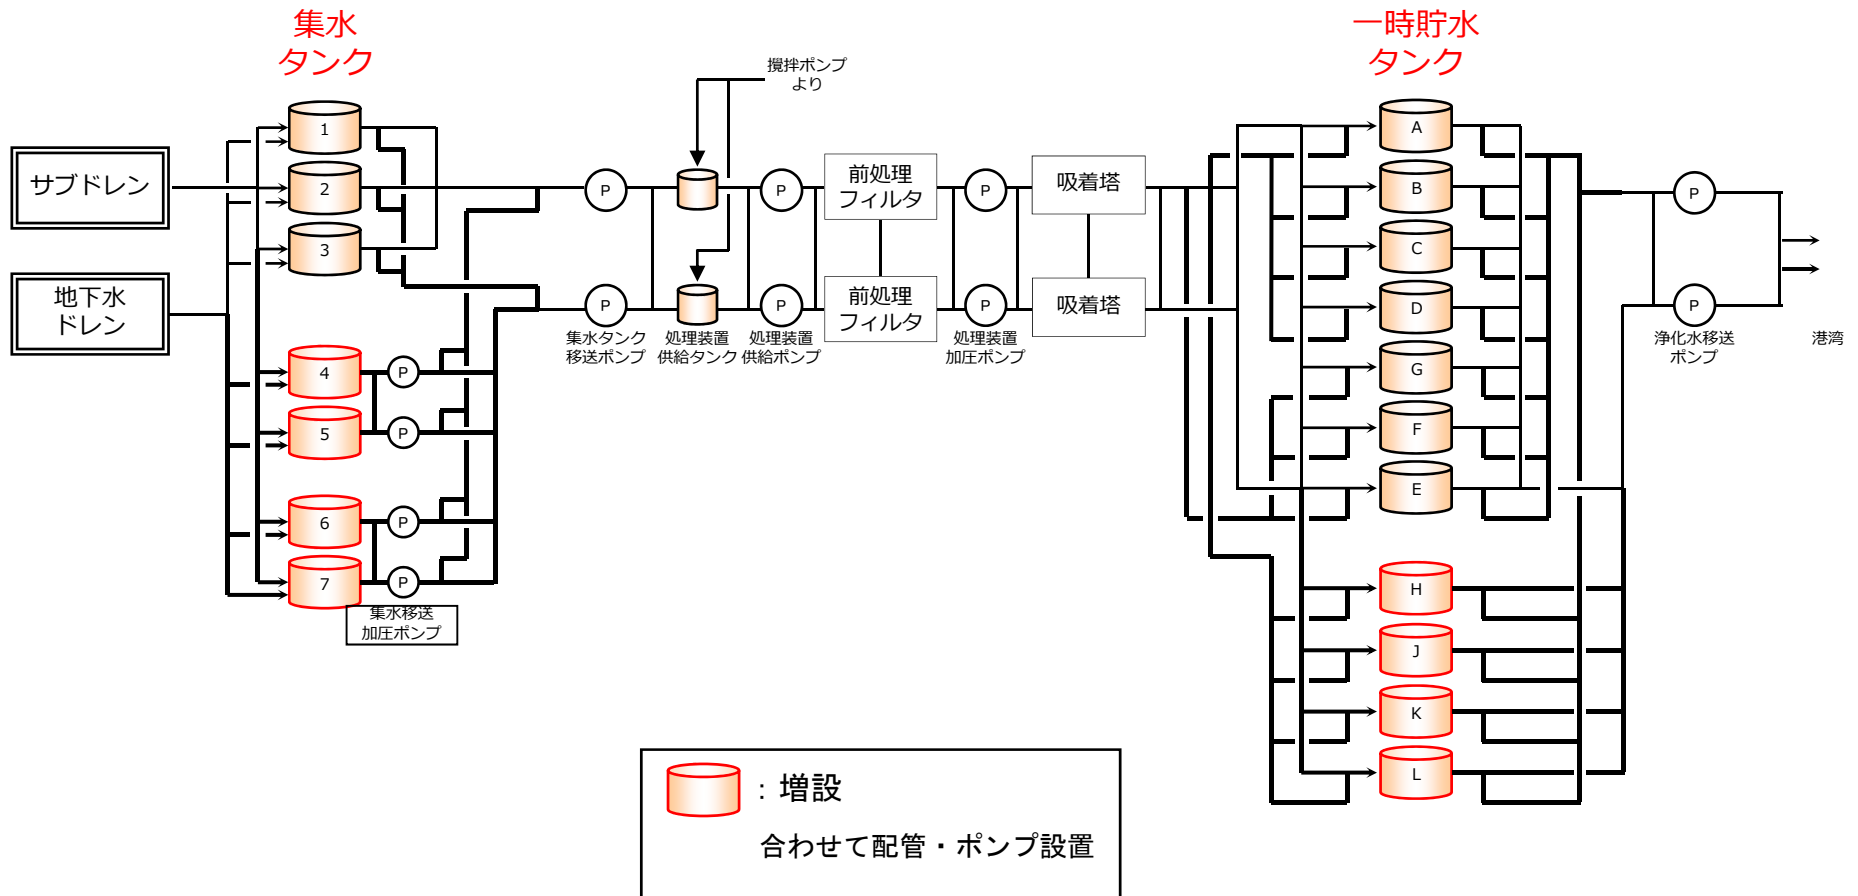 集水
タンク
一時貯水
タンク
攪拌ポンプ
より
サブドレン
地下水
ドレン
1
2
3
4
5
6
7
P
P
P
P
集水移送
加圧ポンプ
P
P
集水タンク
移送ポンプ
処理装置
供給タンク
P
P
処理装置
供給ポンプ
前処理
フィルタ
前処理
フィルタ
P
P
処理装置
加圧ポンプ
吸着塔
吸着塔
A
B
C
D
G
F
E
H
J
K
L
P
P
浄化水移送
ポンプ
港湾
：増設
合わせて配管・ポンプ設置